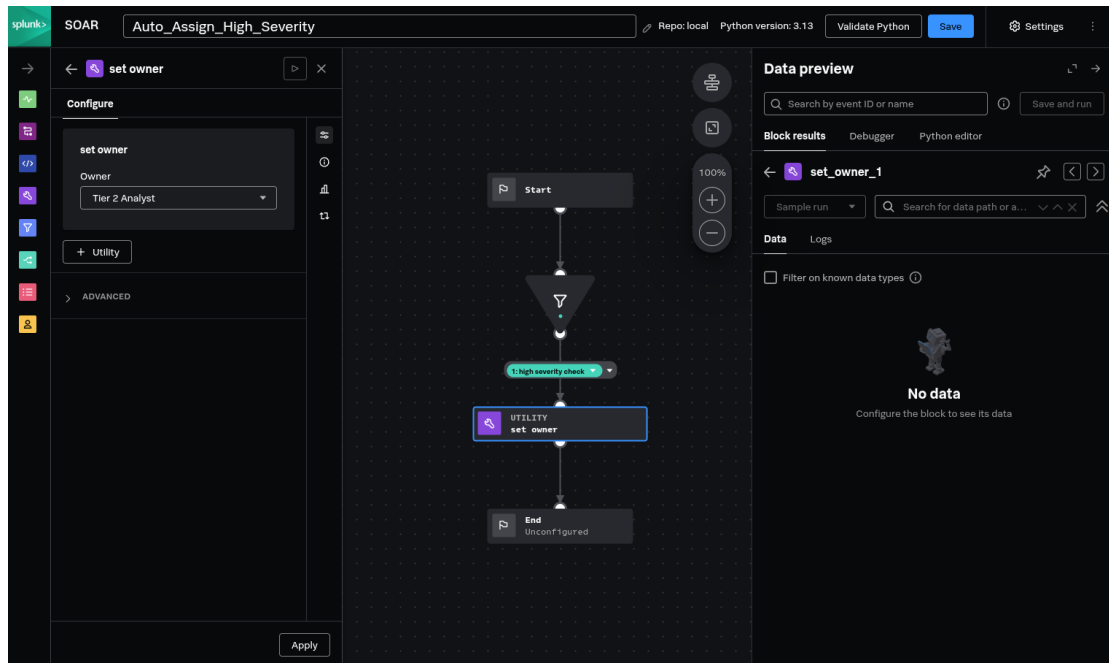 splunk>
SOAR
Auto_Assign_High_Severity
Repo: local
Python version: 3.13
Validate Python
Save
Settings
set owner
Configure
set owner
Owner
Tier 2 Analyst
+ Utility
ADVANCED
Apply
100%
Start
1: high severity check
UTILITY
set owner
End
Unconfigured
Data preview
Search by event ID or name
Save and run
Block results
Debugger
Python editor
set_owner_1
Sample run
Search for data path or a...
Data
Logs
Filter on known data types
No data
Configure the block to see its data